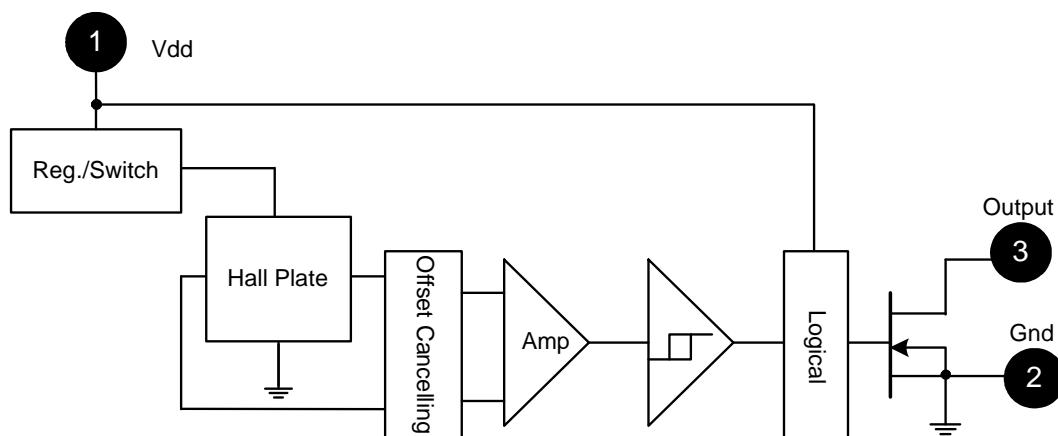 1
Vdd
Reg./Switch
Output
3
Hall Plate
Offset Cancelling
Amp
Logical
Gnd
2